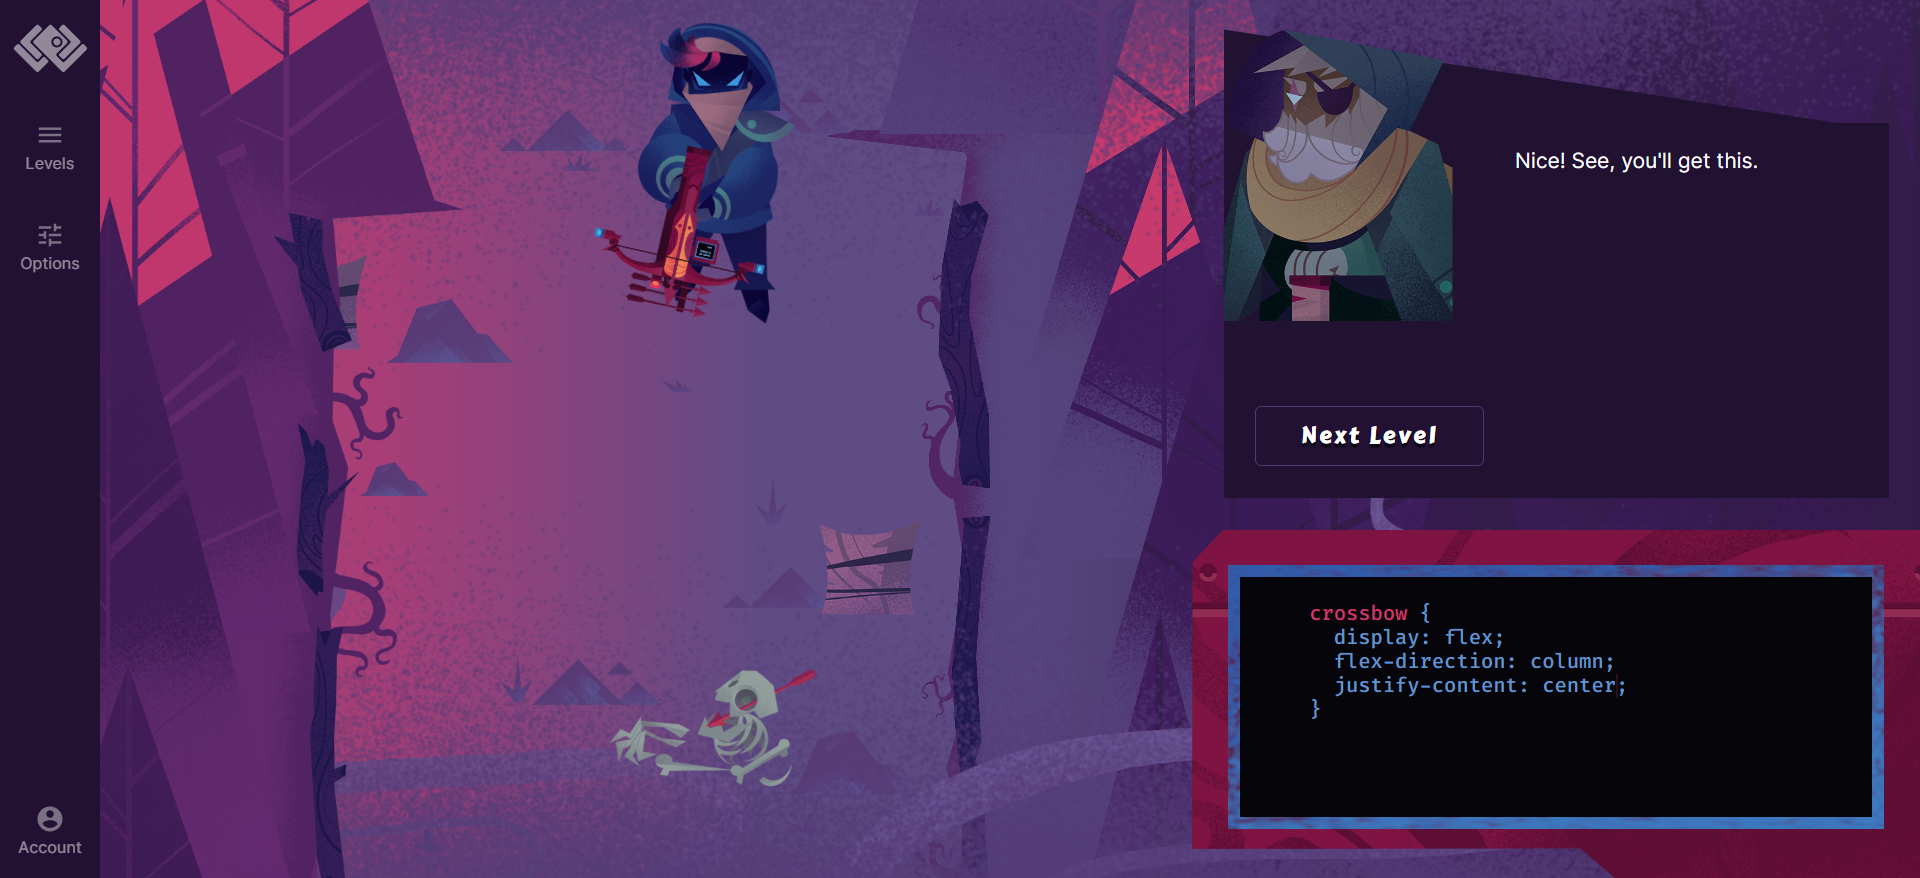 Levels
Options
Account
Nice! See, you'll get this.
Next Level
crossbow {
  display: flex;
  flex-direction: column;
  justify-content: center;
}